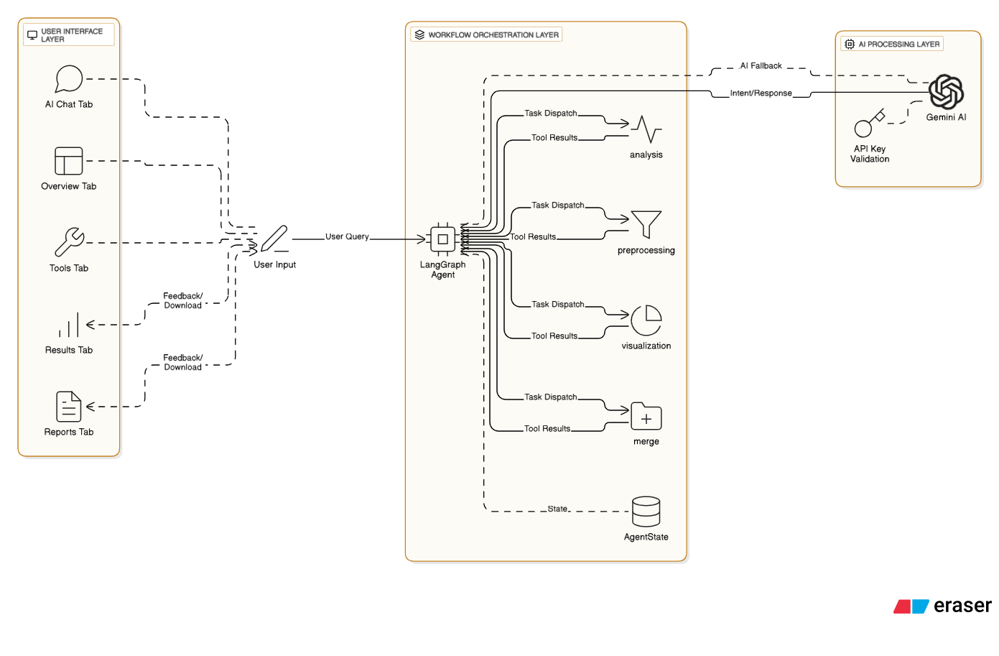 USER INTERFACE
LAYER
AI Chat Tab
Overview Tab
Tools Tab
Results Tab
Reports Tab
Feedback/
Download
Feedback/
Download
User Input
User Query
WORKFLOW ORCHESTRATION LAYER
LangGraph
Agent
Task Dispatch
Tool Results
analysis
Task Dispatch
Tool Results
preprocessing
Task Dispatch
Tool Results
visualization
Task Dispatch
Tool Results
merge
State
AgentState
AI Fallback
Intent/Response
AI PROCESSING LAYER
Gemini AI
API Key
Validation
eraser